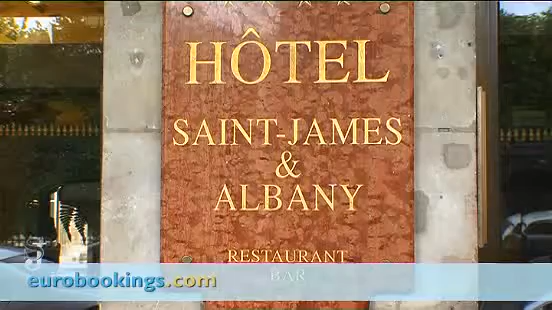 HÔTEL
SAINT-JAMES
&
ALBANY
RESTAURANT
BAR
eurobookings.com